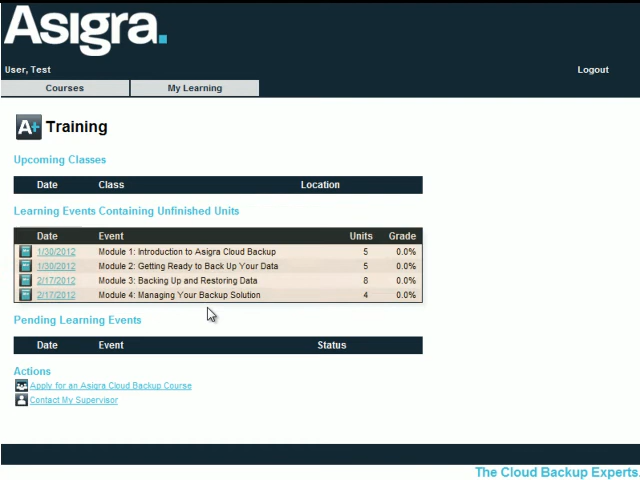 Asigra.
User, Test
Logout
Courses My Learning
A+ Training
Upcoming Classes
Date Class Location
Learning Events Containing Unfinished Units
Date Event Units Grade
1/30/2012 Module 1: Introduction to Asigra Cloud Backup 5 0.0%
1/30/2012 Module 2: Getting Ready to Back Up Your Data 5 0.0%
2/17/2012 Module 3: Backing Up and Restoring Data 8 0.0%
2/17/2012 Module 4: Managing Your Backup Solution 4 0.0%
Pending Learning Events
Date Event Status
Actions
Apply for an Asigra Cloud Backup Course
Contact My Supervisor
The Cloud Backup Experts.